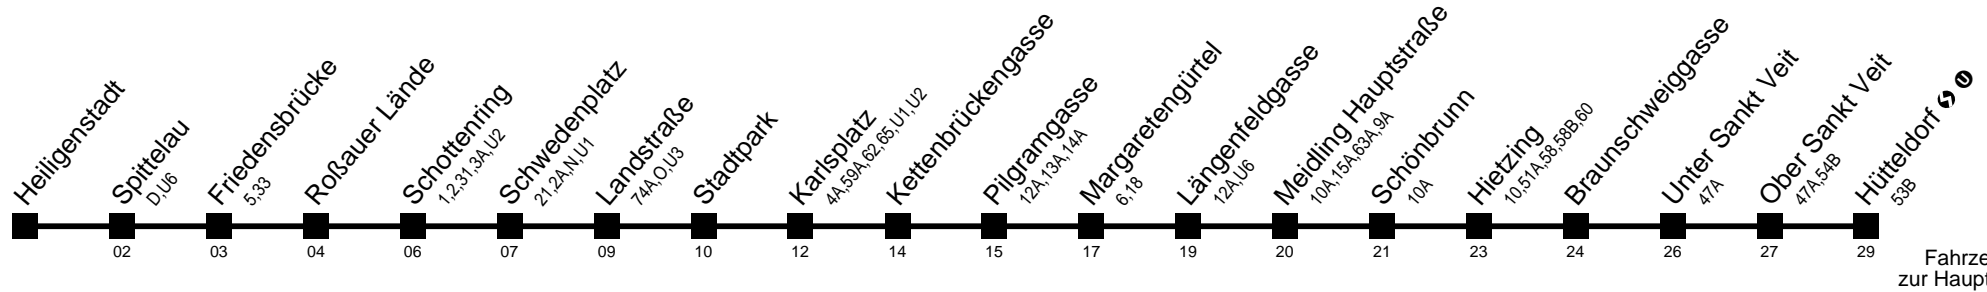 Heiligenstadt
Spittelau
D,U6
Friedensbrücke
5,33
Roßauer Lände
Schottenring
1,2,31,3A,U2
Schwedenplatz
21,2A,N,U1
Landstraße
74A,O,U3
Stadtpark
Karlsplatz
4A,59A,62,65,U1,U2
Kettenbrückengasse
Pilgramgasse
12A,13A,14A
Margaretengürtel
6,18
Längenfeldgasse
12A,U6
Meidling Hauptstraße
10A,15A,63A,9A
Schönbrunn
10A
Hietzing
10,51A,58,58B,60
Braunschweiggasse
Unter Sankt Veit
47A
Ober Sankt Veit
47A,54B
Hütteldorf S U
53B
02 03 04 06 07 09 10 12 14 15 17 19 20 21 23 24 26 27 29
Fahrze
zur Haupt